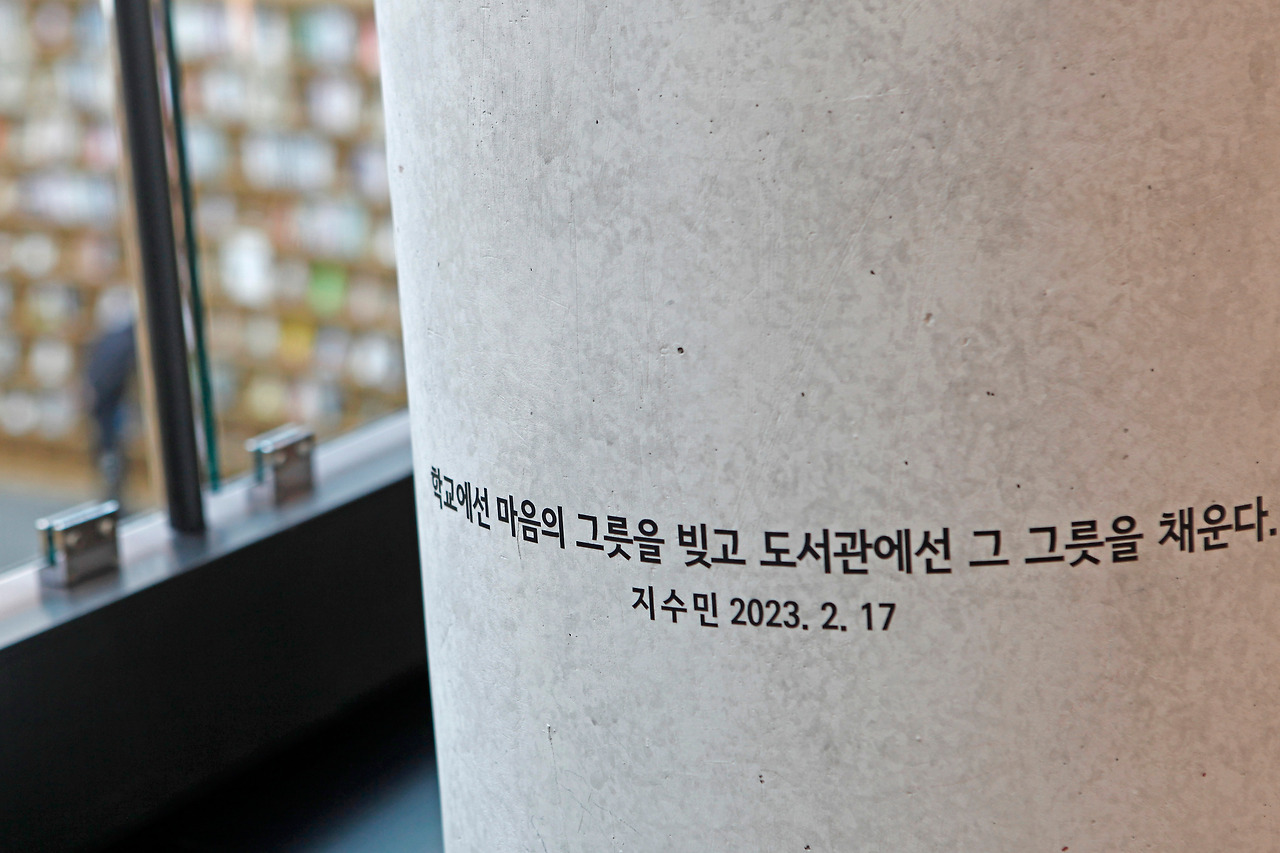 학교에선 마음의 그릇을 빚고 도서관에선 그 그릇을 채운다.
지수민 2023. 2. 17